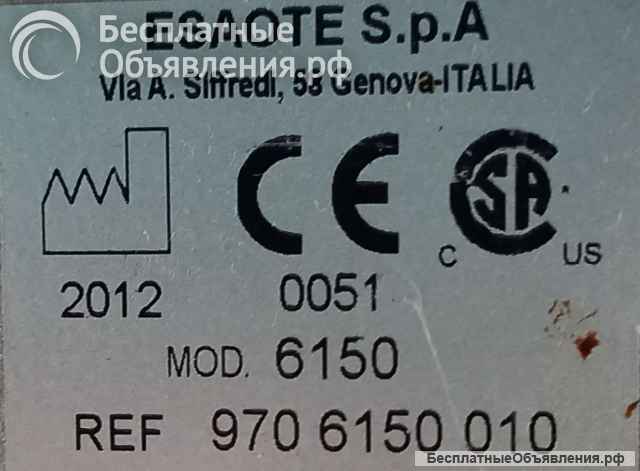 Бесплатные
Объявления.рф
ESAOTE S.p.A
Via A. Siffredi, 58 Genova-ITALIA
CE
CSA
C US
2012 0051
MOD. 6150
REF 970 6150 010
БесплатныеОбъявления.рф